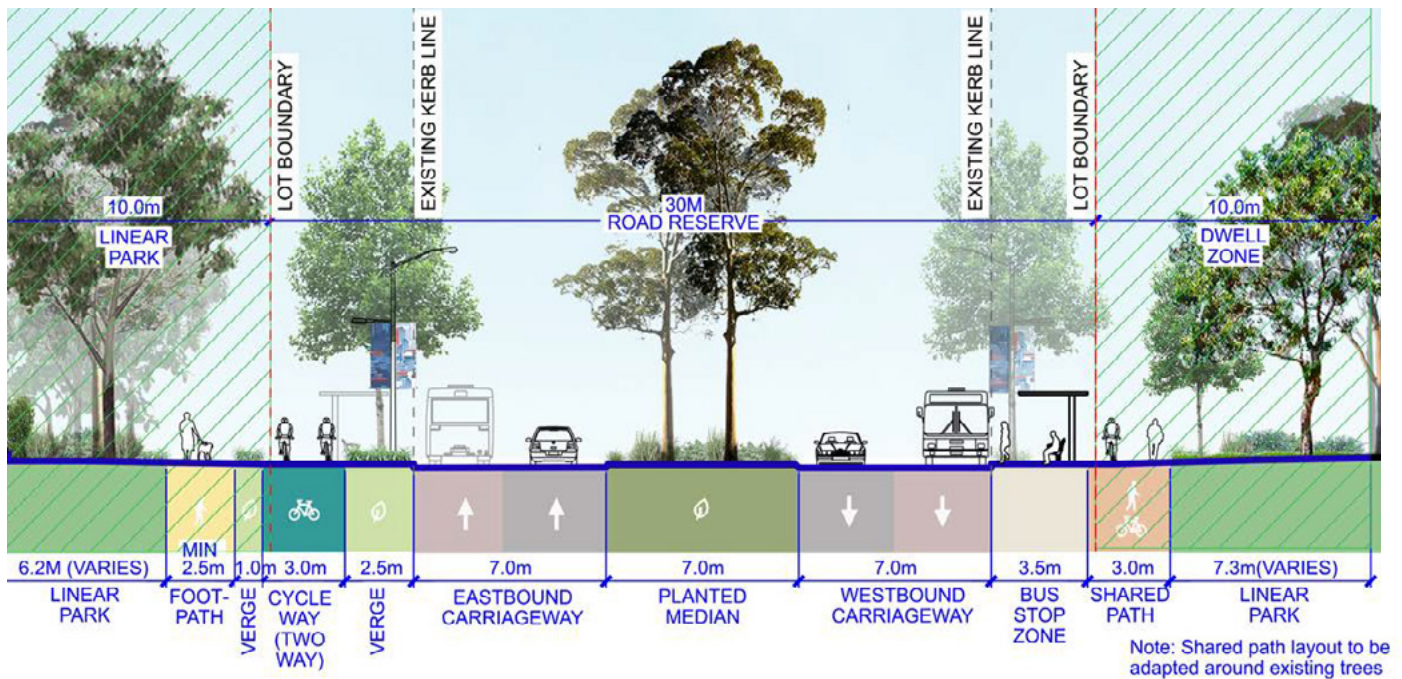 LOT BOUNDARY
EXISTING KERB LINE
EXISTING KERB LINE
LOT BOUNDARY
10.0m
LINEAR
PARK
30M
ROAD RESERVE
10.0m
DWELL
ZONE
6.2M (VARIES)
MIN
2.5m
1.0m
3.0m
2.5m
7.0m
7.0m
7.0m
3.5m
3.0m
7.3m(VARIES)
LINEAR
PARK
FOOT-
PATH
VERGE
CYCLE
WAY
(TWO
WAY)
VERGE
EASTBOUND
CARRIAGEWAY
PLANTED
MEDIAN
WESTBOUND
CARRIAGEWAY
BUS
STOP
ZONE
SHARED
PATH
LINEAR
PARK
Note: Shared path layout to be
adapted around existing trees